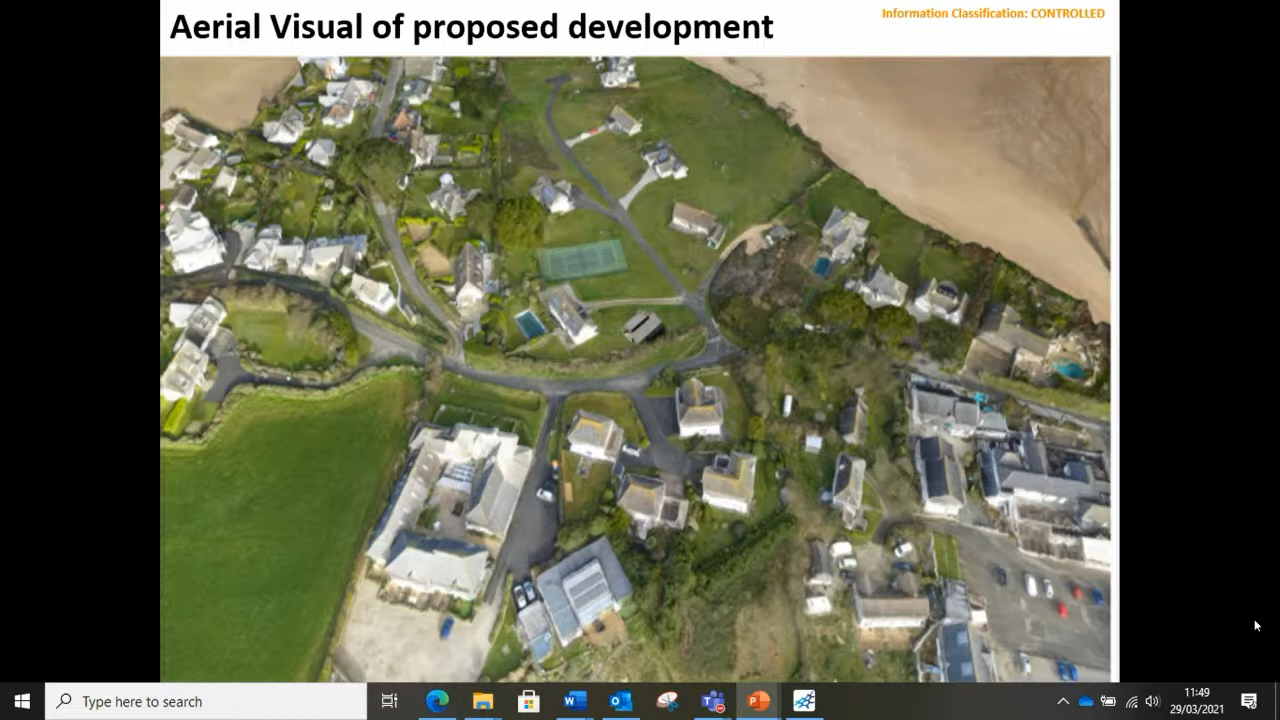 Aerial Visual of proposed development
Information Classification: CONTROLLED
Type here to search
11:49
29/03/2021